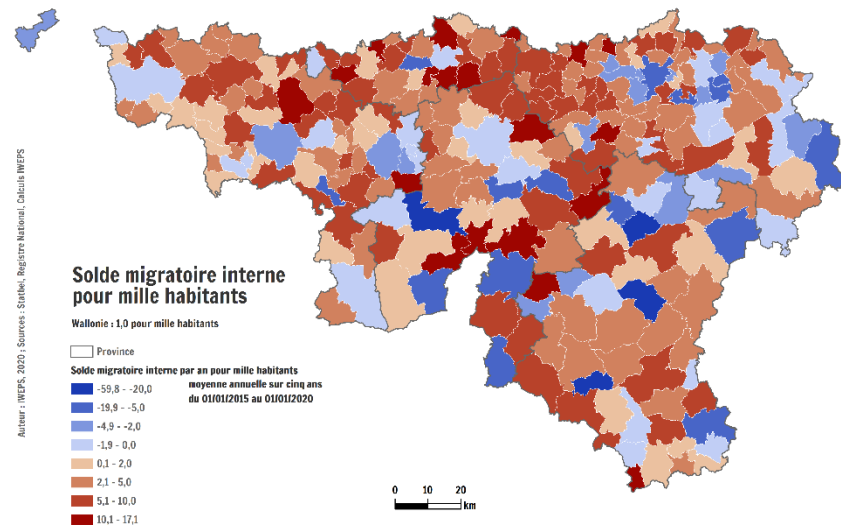 Auteur : IWEPS, 2020 ; Sources : Statbel, Registre National, Calculs IWEPS
Solde migratoire interne
pour mille habitants
Wallonie : 1,0 pour mille habitants
Province
Solde migratoire interne par an pour mille habitants
moyenne annuelle sur cinq ans
du 01/01/2015 au 01/01/2020
-59,8 - -20,0
-19,9 - -5,0
-4,9 - -2,0
-1,9 - 0,0
0,1 - 2,0
2,1 - 5,0
5,1 - 10,0
10,1 - 17,1
0 10 20
km